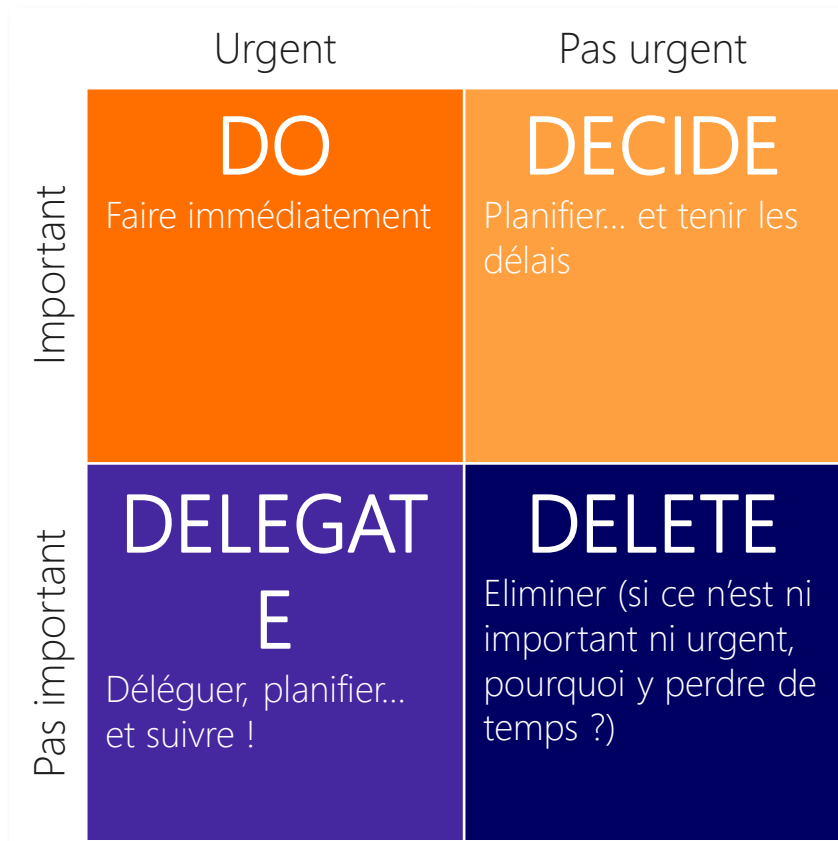 Urgent
Pas urgent
Important
DO
Faire immédiatement
DECIDE
Planifier... et tenir les
délais
Pas important
DELEGAT
E
Déléguer, planifier...
et suivre !
DELETE
Eliminer (si ce n’est ni
important ni urgent,
pourquoi y perdre de
temps ?)